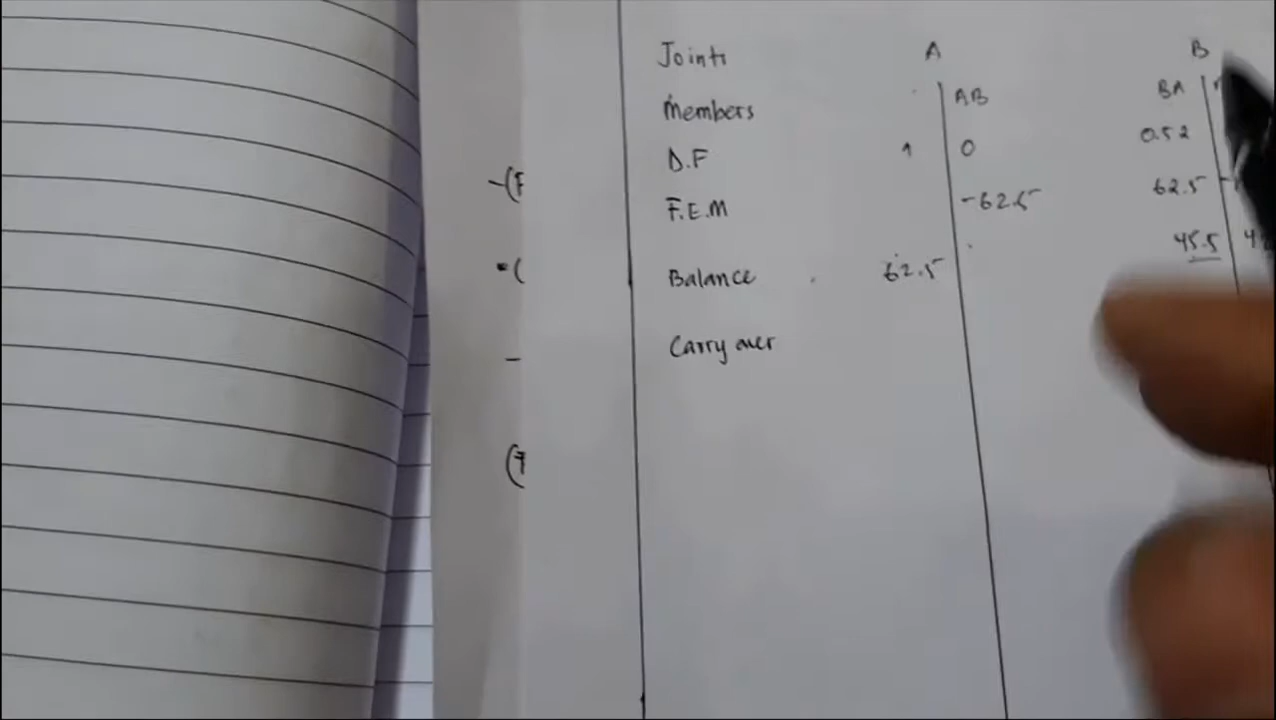 Joints A B
Members AB BA
D.F 1 0 0.52
F.E.M -62.5 62.5
Balance 62.5 45.5
Carry over